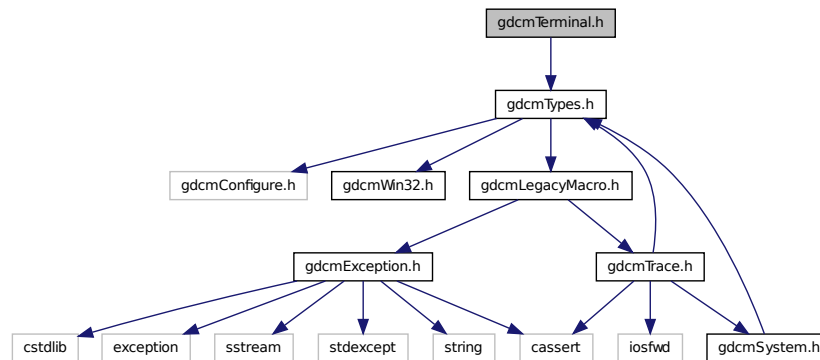 gdcmTerminal.h
gdcmTypes.h
gdcmConfigure.h
gdcmWin32.h
gdcmLegacyMacro.h
gdcmException.h
gdcmTrace.h
cstdlib
exception
sstream
stdexcept
string
cassert
iosfwd
gdcmSystem.h